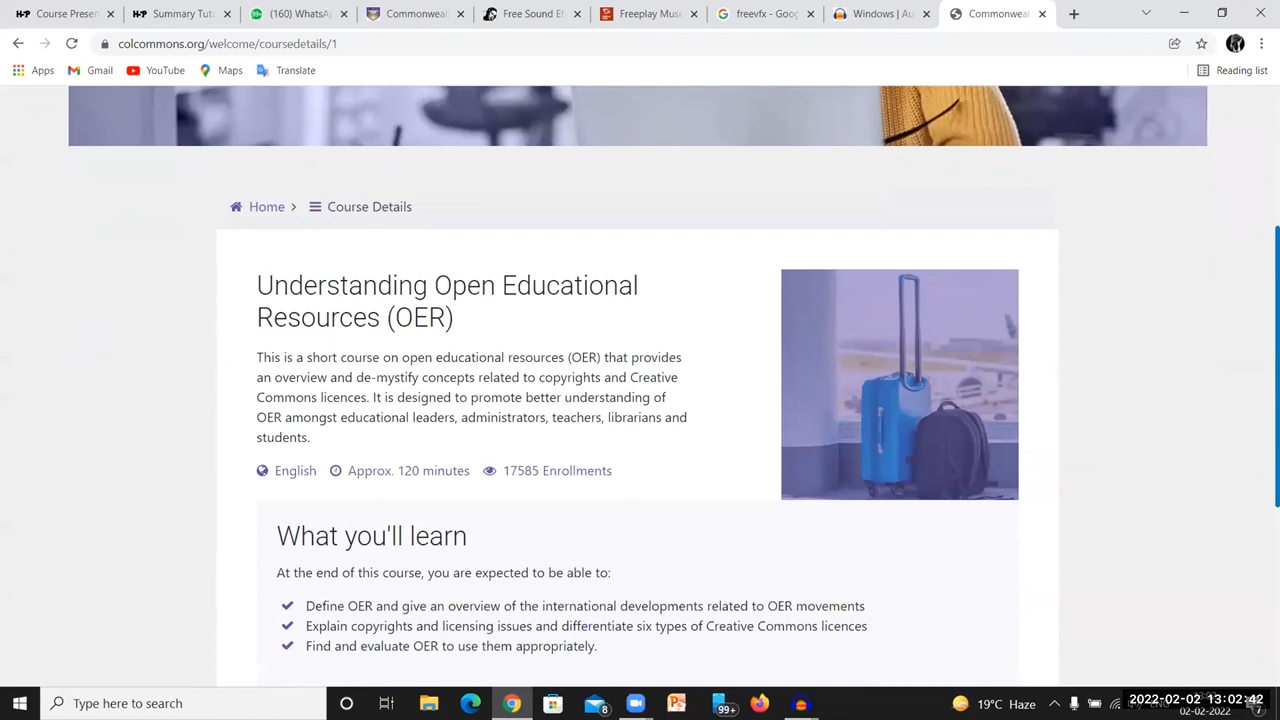 Course Presen
Summary Tut
(160) WhatsA
Commonwea
Free Sound Ef
Freeplay Mus
freevfx - Goog
Windows | Au
Commonweal
colcommons.org/welcome/coursedetails/1
Apps
Gmail
YouTube
Maps
Translate
Reading list
Home
Course Details
Understanding Open Educational
Resources (OER)
This is a short course on open educational resources (OER) that provides
an overview and de-mystify concepts related to copyrights and Creative
Commons licences. It is designed to promote better understanding of
OER amongst educational leaders, administrators, teachers, librarians and
students.
English
Approx. 120 minutes
17585 Enrollments
What you'll learn
At the end of this course, you are expected to be able to:
Define OER and give an overview of the international developments related to OER movements
Explain copyrights and licensing issues and differentiate six types of Creative Commons licences
Find and evaluate OER to use them appropriately.
Type here to search
8
99+
19°C Haze
2022-02-02 13:02:42
02-02-2022
7